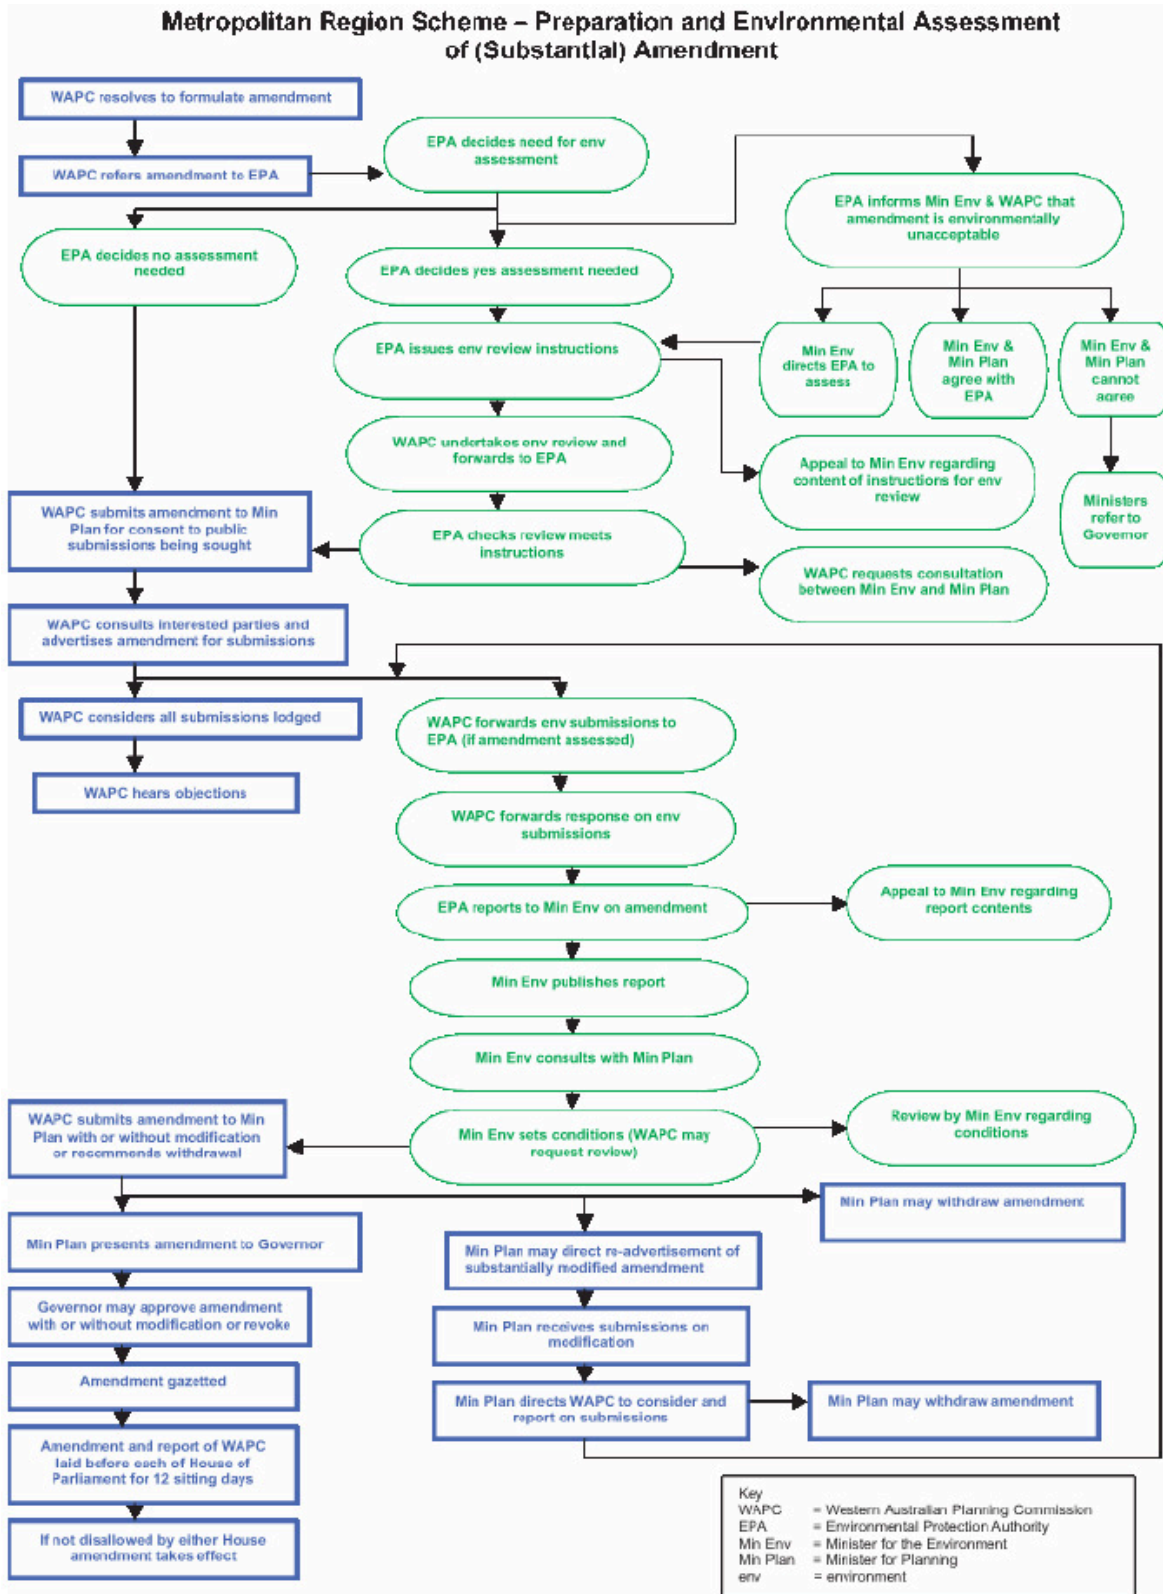 Metropolitan Region Scheme – Preparation and Environmental Assessment
of (Substantial) Amendment
WAPC resolves to formulate amendment
WAPC refers amendment to EPA
EPA decides need for env
assessment
EPA informs Min Env & WAPC that
amendment is environmentally
unacceptable
EPA decides no assessment
needed
EPA decides yes assessment needed
EPA issues env review instructions
Min Env
directs EPA to
assess
Min Env &
Min Plan
agree with
EPA
Min Env &
Min Plan
cannot
agree
WAPC undertakes env review and
forwards to EPA
Appeal to Min Env regarding
content of instructions for env
review
Ministers
refer to
Governor
WAPC submits amendment to Min
Plan for consent to public
submissions being sought
EPA checks review meets
instructions
WAPC requests consultation
between Min Env and Min Plan
WAPC consults interested parties and
advertises amendment for submissions
WAPC considers all submissions lodged
WAPC forwards env submissions to
EPA (if amendment assessed)
WAPC hears objections
WAPC forwards response on env
submissions
EPA reports to Min Env on amendment
Appeal to Min Env regarding
report contents
Min Env publishes report
Min Env consults with Min Plan
WAPC submits amendment to Min
Plan with or without modification
or recommends withdrawal
Min Env sets conditions (WAPC may
request review)
Review by Min Env regarding
conditions
Min Plan may withdraw amendment
Min Plan presents amendment to Governor
Min Plan may direct re-advertisement of
substantially modified amendment
Governor may approve amendment
with or without modification or revoke
Min Plan receives submissions on
modification
Amendment gazetted
Min Plan directs WAPC to consider and
report on submissions
Min Plan may withdraw amendment
Amendment and report of WAPC
laid before each of House of
Parliament for 12 sitting days
If not disallowed by either House
amendment takes effect
Key
WAPC = Western Australian Planning Commission
EPA = Environmental Protection Authority
Min Env = Minister for the Environment
Min Plan = Minister for Planning
env = environment